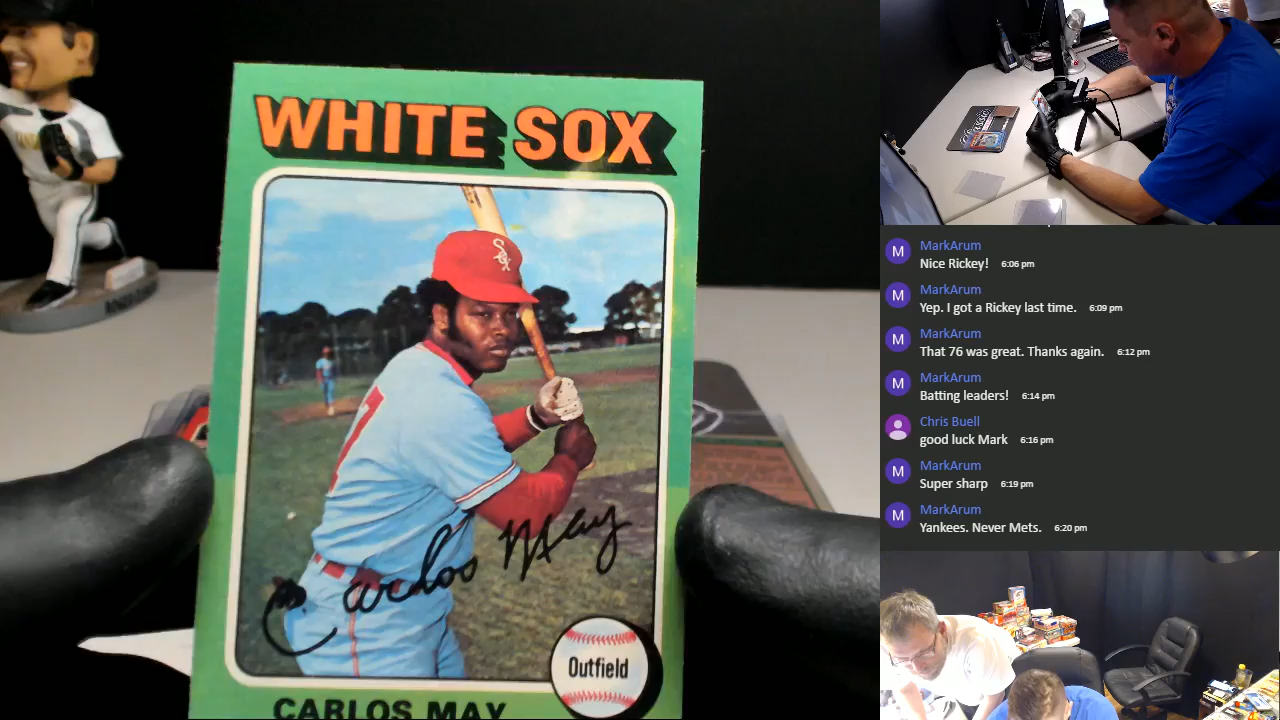 WHITE SOX
Carlos May
Outfield
CARLOS MAY
MarkArum
Nice Rickey! 6:06 pm
MarkArum
Yep. I got a Rickey last time. 6:09 pm
MarkArum
That 76 was great. Thanks again. 6:12 pm
MarkArum
Batting leaders! 6:14 pm
Chris Buell
good luck Mark 6:16 pm
MarkArum
Super sharp 6:19 pm
MarkArum
Yankees. Never Mets. 6:20 pm